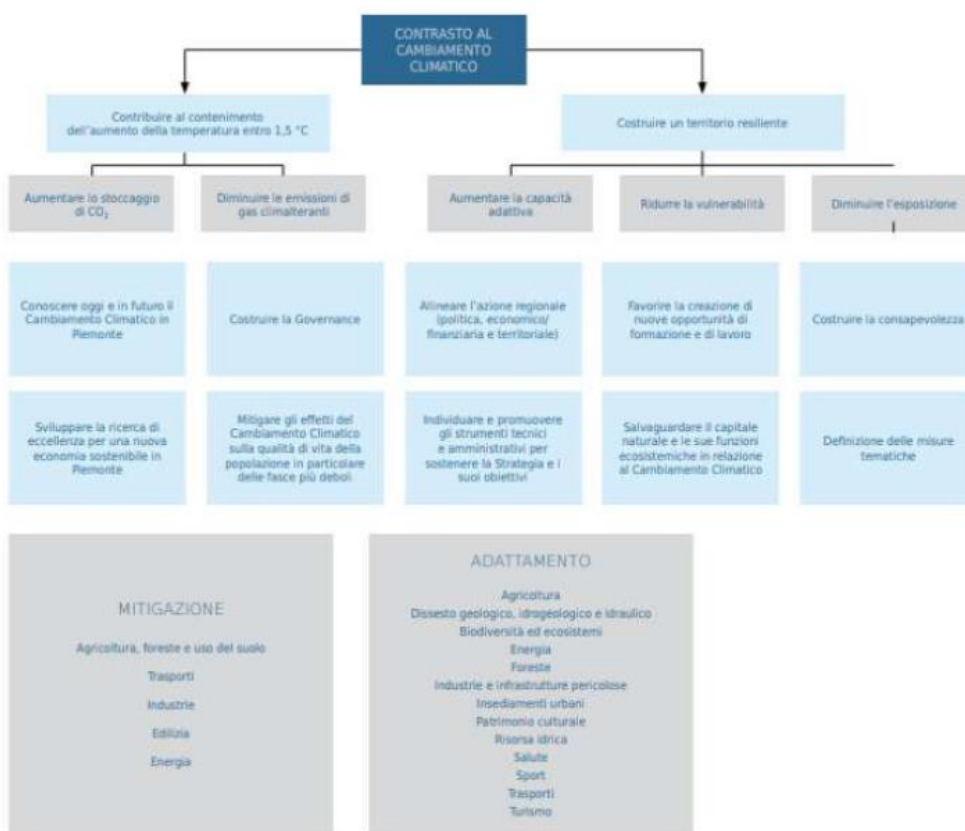 CONTRASTO AL
CAMBIAMENTO
CLIMATICO
Contribuire al contenimento
dell'aumento della temperatura entro 1,5 °C
Costruire un territorio resiliente
Aumentare lo stoccaggio
di CO₂
Diminuire le emissioni di
gas climalteranti
Aumentare la capacità
adattiva
Ridurre la vulnerabilità
Diminuire l'esposizione
Conoscere oggi e in futuro il
Cambiamento Climatico in
Piemonte
Costruire la Governance
Allineare l'azione regionale
(politica, economico/
finanziaria e territoriale)
Favorire la creazione di
nuove opportunità di
formazione e di lavoro
Costruire la consapevolezza
Sviluppare la ricerca di
eccellenza per una nuova
economia sostenibile in
Piemonte
Mitigare gli effetti del
Cambiamento Climatico
sulla qualità di vita della
popolazione in particolare
delle fasce più deboli
Individuare e promuovere
gli strumenti tecnici
e amministrativi per
sostenere la Strategia e i
suoi obiettivi
Salvaguardare il capitale
naturale e le sue funzioni
ecosistemiche in relazione
al Cambiamento Climatico
Definizione delle misure
tematiche
MITIGAZIONE
Agricoltura, foreste e uso del suolo
Trasporti
Industrie
Edilizia
Energia
ADATTAMENTO
Agricoltura
Dissesto geologico, idrogeologico e idraulico
Biodiversità ed ecosistemi
Energia
Foreste
Industrie e infrastrutture pericolose
Insediamenti urbani
Patrimonio culturale
Risorsa idrica
Salute
Sport
Trasporti
Turismo